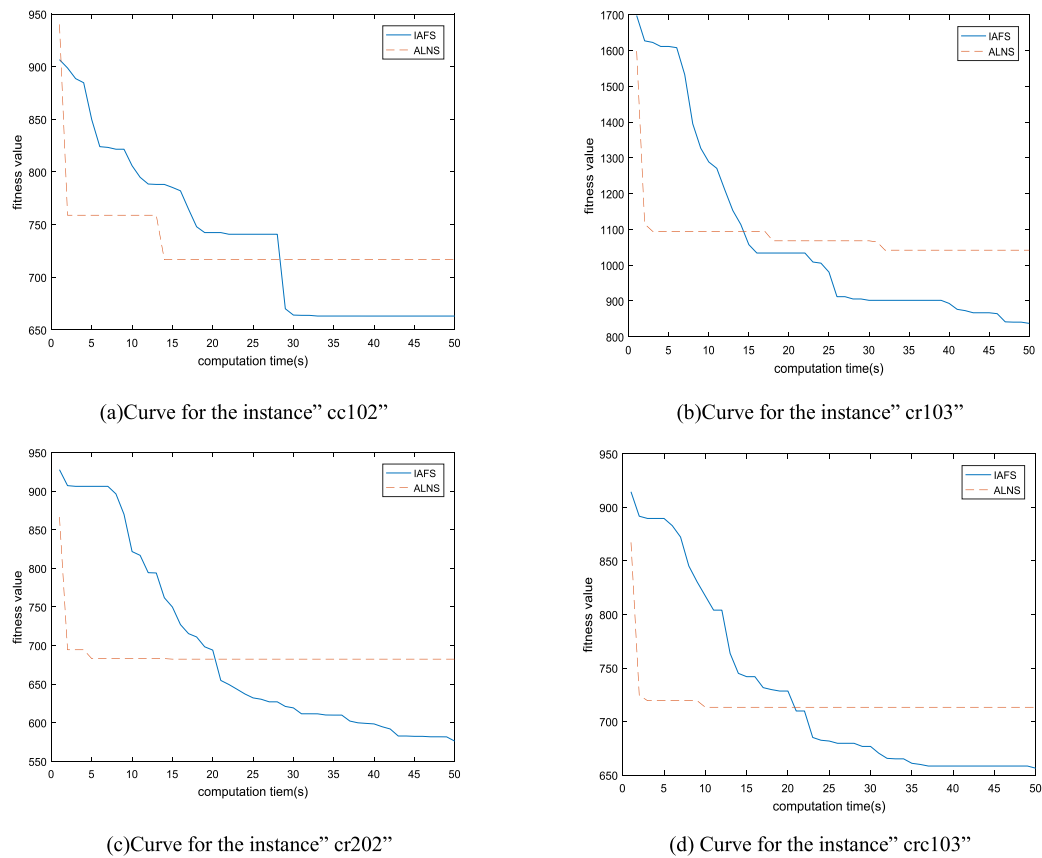 950
900
850
800
750
700
650
fitness value
0 5 10 15 20 25 30 35 40 45 50
computation time(s)
IAFS
ALNS
(a)Curve for the instance” cc102”
1700
1600
1500
1400
1300
1200
1100
1000
900
800
fitness value
0 5 10 15 20 25 30 35 40 45 50
computation time(s)
IAFS
ALNS
(b)Curve for the instance” cr103”
950
900
850
800
750
700
650
600
550
fitness value
0 5 10 15 20 25 30 35 40 45 50
computation tiem(s)
IAFS
ALNS
(c)Curve for the instance” cr202”
950
900
850
800
750
700
650
fitness value
0 5 10 15 20 25 30 35 40 45 50
computation time(s)
IAFS
ALNS
(d) Curve for the instance” crc103”